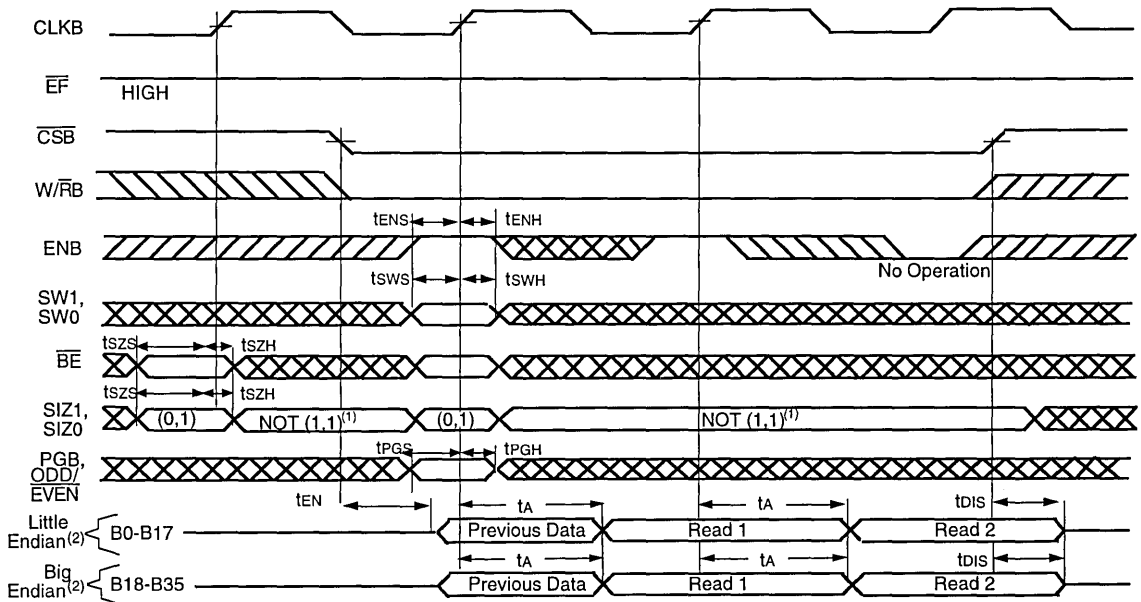 CLKB
EF
HIGH
CSB
W/RB
tENS tENH
ENB
No Operation
tSWS tSWH
SW1,
SW0
tSZS tSZH
BE
tSZS tSZH
SIZ1,
SIZ0
(0,1) NOT (1,1)(1) (0,1) NOT (1,1)(1)
tPGS tPGH
PGB,
ODD/
EVEN
tEN tA tA tDIS
Little
Endian(2) B0-B17 Previous Data Read 1 Read 2
tA tA tDIS
Big
Endian(2) B18-B35 Previous Data Read 1 Read 2